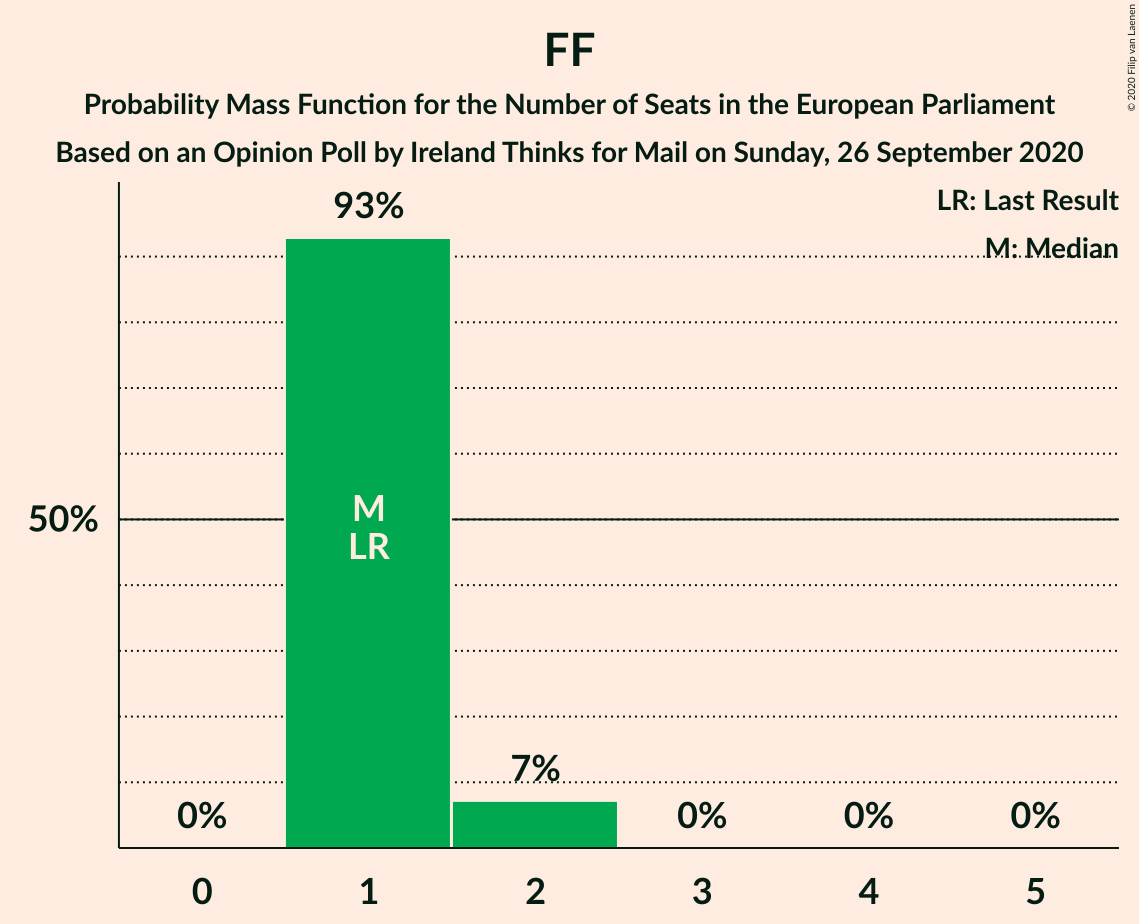 FF
Probability Mass Function for the Number of Seats in the European Parliament
Based on an Opinion Poll by Ireland Thinks for Mail on Sunday, 26 September 2020
© 2020 Filip van Laenen
LR: Last Result
M: Median
93%
50%
M
LR
7%
0%
0%
0%
0%
0 1 2 3 4 5